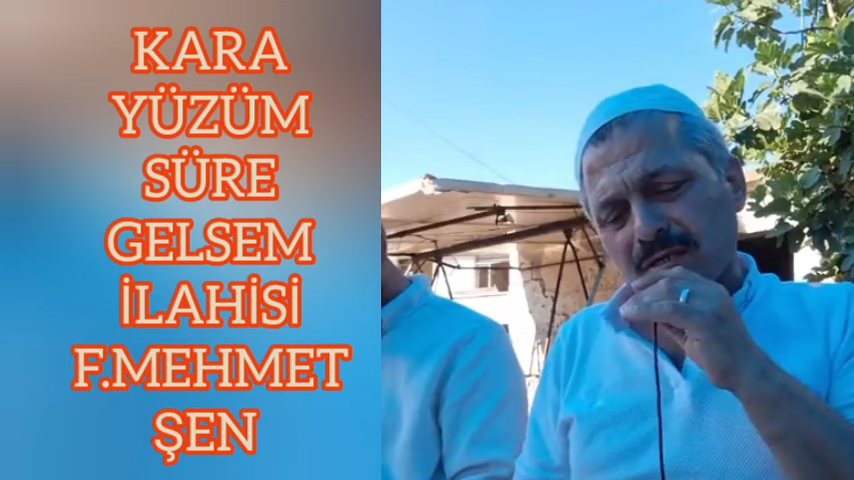 KARA
YÜZÜM
SÜRE
GELSEM
İLAHİSİ
F.MEHMET
ŞEN